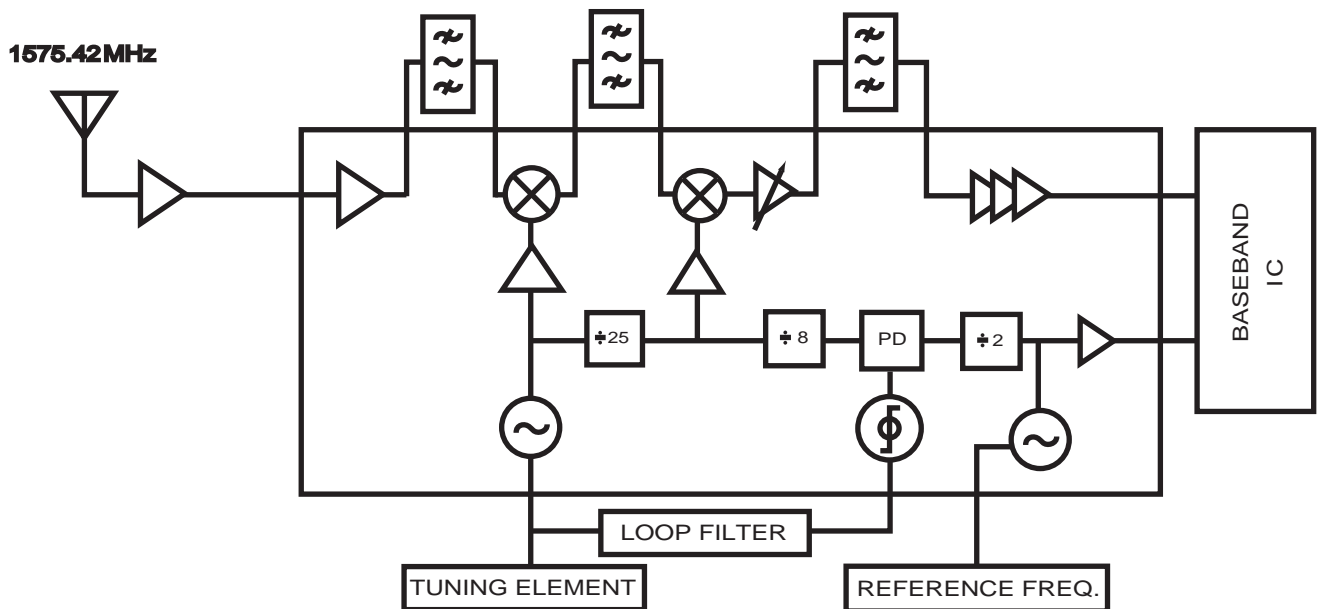 1575.42MHz
÷25
÷8
PD
÷2
BASEBAND
IC
LOOP FILTER
TUNING ELEMENT
REFERENCE FREQ.